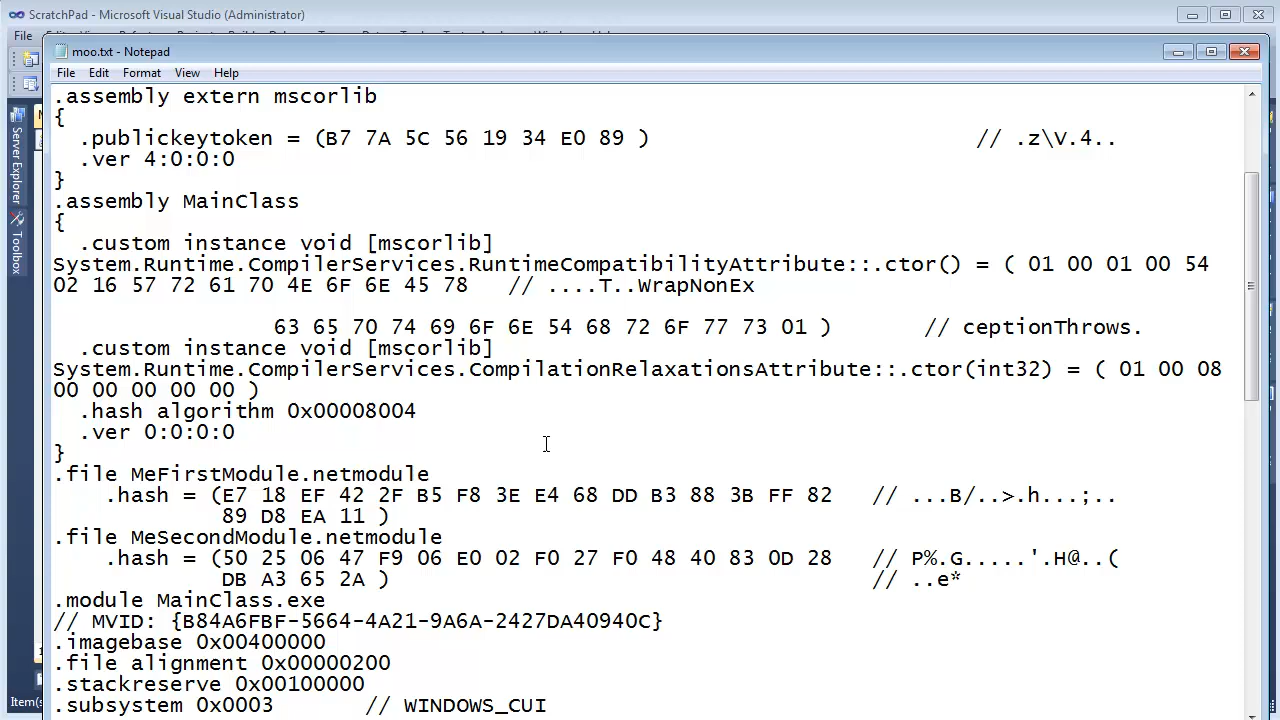 ScratchPad - Microsoft Visual Studio (Administrator)
File
moo.txt - Notepad
File Edit Format View Help
.assembly extern mscorlib
{
.publickeytoken = (B7 7A 5C 56 19 34 E0 89 ) // .z\V.4..
.ver 4:0:0:0
}
.assembly MainClass
{
.custom instance void [mscorlib]
System.Runtime.CompilerServices.RuntimeCompatibilityAttribute::.ctor() = ( 01 00 01 00 54
02 16 57 72 61 70 4E 6F 6E 45 78 // ....T..WrapNonEx
63 65 70 74 69 6F 6E 54 68 72 6F 77 73 01 ) // ceptionThrows.
.custom instance void [mscorlib]
System.Runtime.CompilerServices.CompilationRelaxationsAttribute::.ctor(int32) = ( 01 00 08
00 00 00 00 00 )
.hash algorithm 0x00008004
.ver 0:0:0:0
}
.file MeFirstModule.netmodule
.hash = (E7 18 EF 42 2F B5 F8 3E E4 68 DD B3 88 3B FF 82 // ...B/..>.h...;..
89 D8 EA 11 )
.file MeSecondModule.netmodule
.hash = (50 25 06 47 F9 06 E0 02 F0 27 F0 48 40 83 0D 28 // P%.G.....'.H@..(
DB A3 65 2A ) // ..e*
.module MainClass.exe
// MVID: {B84A6FBF-5664-4A21-9A6A-2427DA40940C}
.imagebase 0x00400000
.file alignment 0x00000200
.stackreserve 0x00100000
.subsystem 0x0003 // WINDOWS_CUI
Server Explorer
Toolbox
Item(s